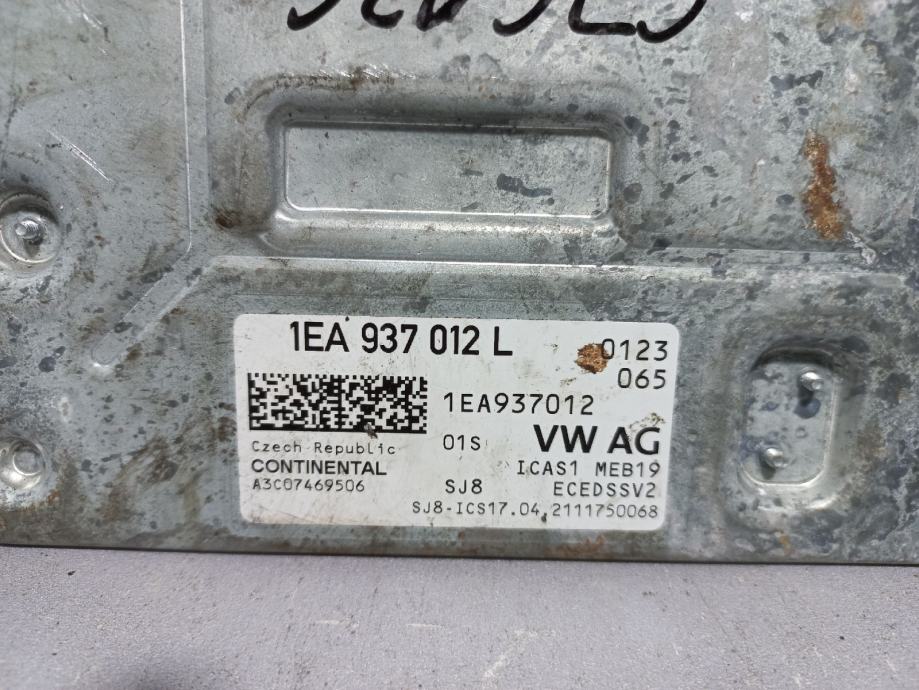 1EA 937 012 L
0123
065
1EA937012
Czech Republic
01S VW AG
CONTINENTAL
ICAS1 MEB19
A3C07469506
SJ8 ECEDSSV2
SJ8-ICS17.04.2111750068